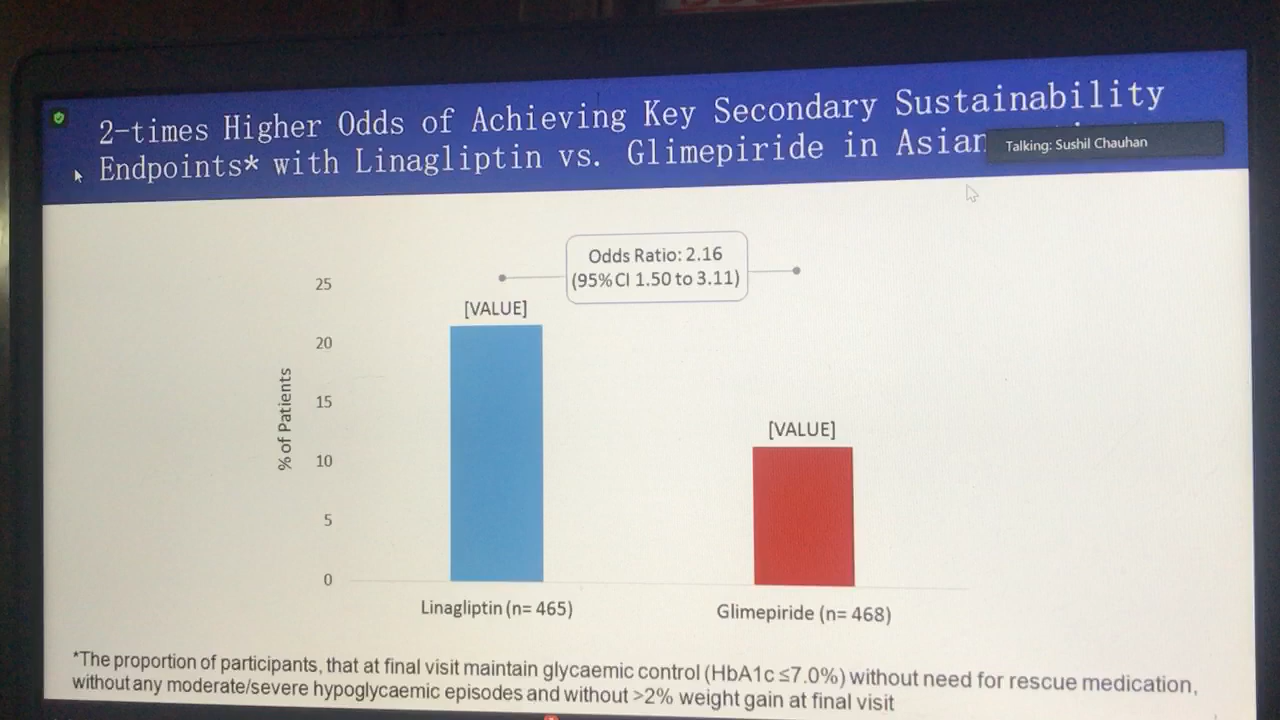 2-times Higher Odds of Achieving Key Secondary Sustainability
Endpoints* with Linagliptin vs. Glimepiride in Asian
Talking: Sushil Chauhan
Odds Ratio: 2.16
(95% CI 1.50 to 3.11)
25
[VALUE]
20
15
[VALUE]
10
5
0
% of Patients
Linagliptin (n= 465)
Glimepiride (n= 468)
*The proportion of participants, that at final visit maintain glycaemic control (HbA1c ≤7.0%) without need for rescue medication,
without any moderate/severe hypoglycaemic episodes and without >2% weight gain at final visit